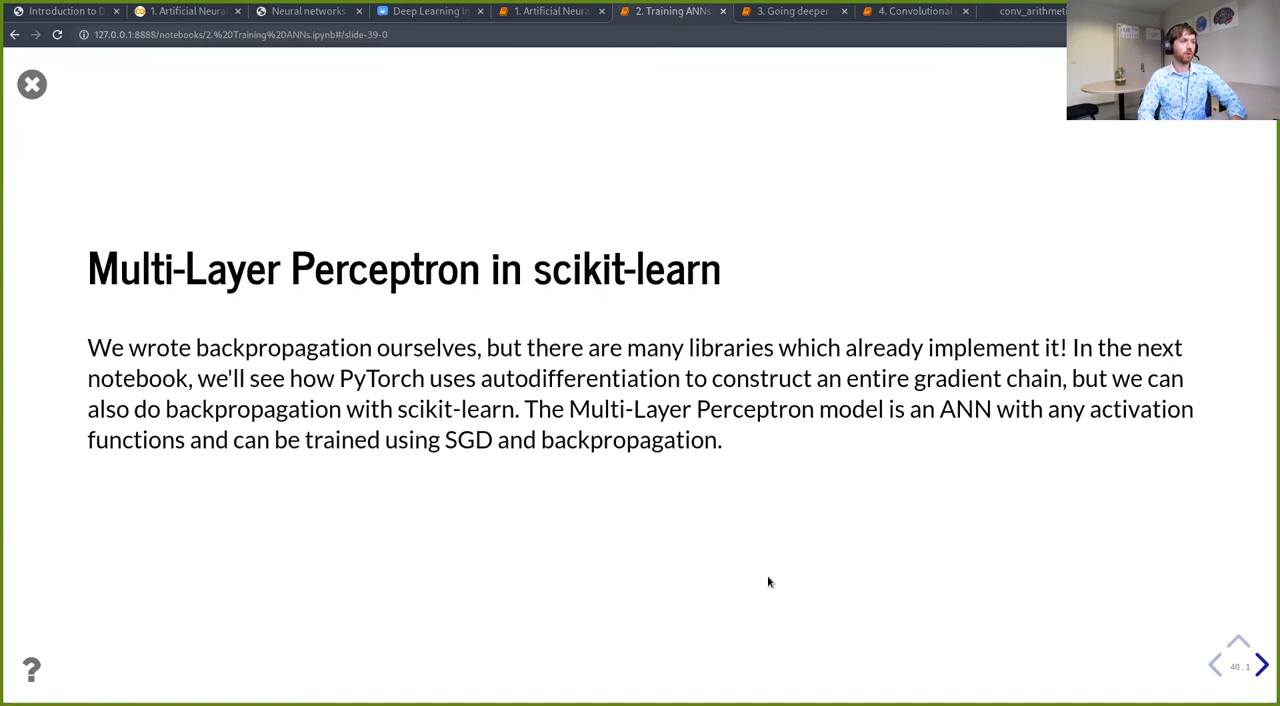 Introduction to D
1. Artificial Neura
Neural networks
Deep Learning In
1. Artificial Neura
2. Training ANNs
3. Going deeper
4. Convolutional
conv_arithmeti
127.0.0.1:8888/notebooks/2.%20Training%20ANNs.ipynb#/slide-39-0
Multi-Layer Perceptron in scikit-learn
We wrote backpropagation ourselves, but there are many libraries which already implement it! In the next
notebook, we'll see how PyTorch uses autodifferentiation to construct an entire gradient chain, but we can
also do backpropagation with scikit-learn. The Multi-Layer Perceptron model is an ANN with any activation
functions and can be trained using SGD and backpropagation.
?
40.1